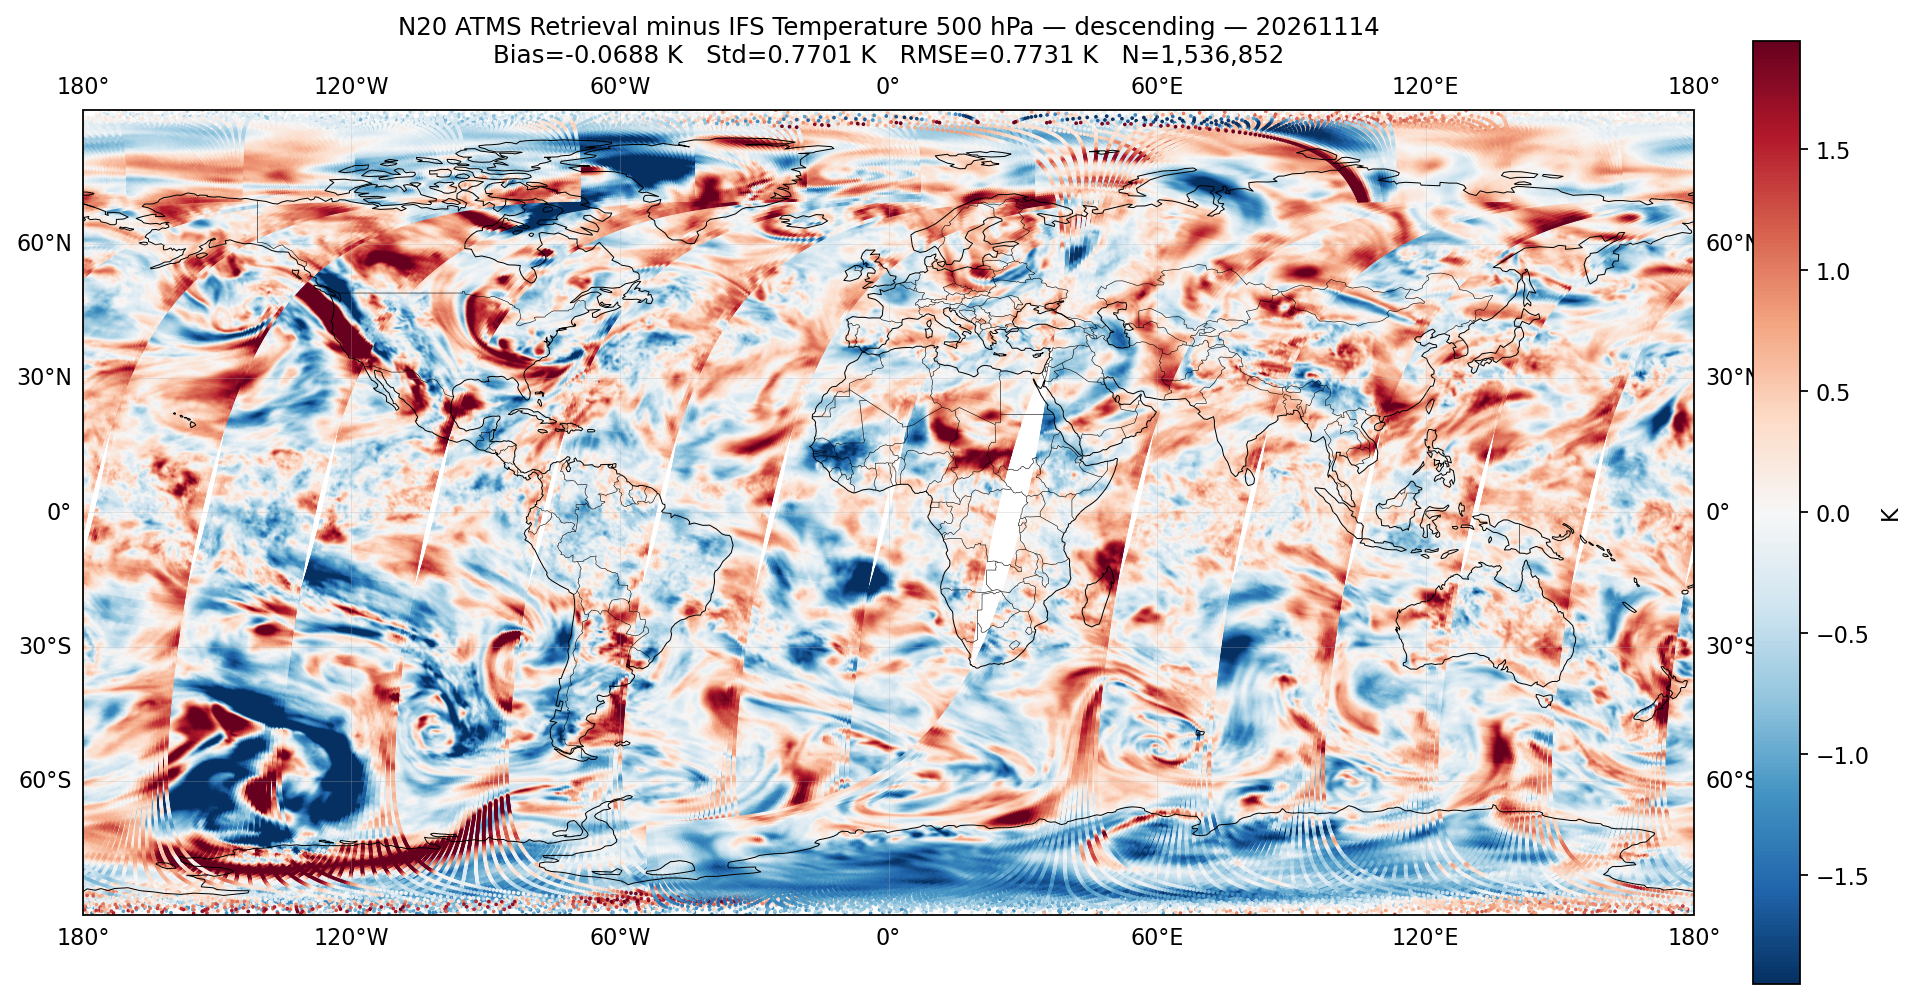 N20 ATMS Retrieval minus IFS Temperature 500 hPa — descending — 20261114
Bias=-0.0688 K Std=0.7701 K RMSE=0.7731 K N=1,536,852
180° 120°W 60°W 0° 60°E 120°E 180°
60°N 60°N
30°N 30°N
0° 0°
30°S 30°S
60°S 60°S
180° 120°W 60°W 0° 60°E 120°E 180°
1.5
1.0
0.5
0.0
−0.5
−1.0
−1.5
K